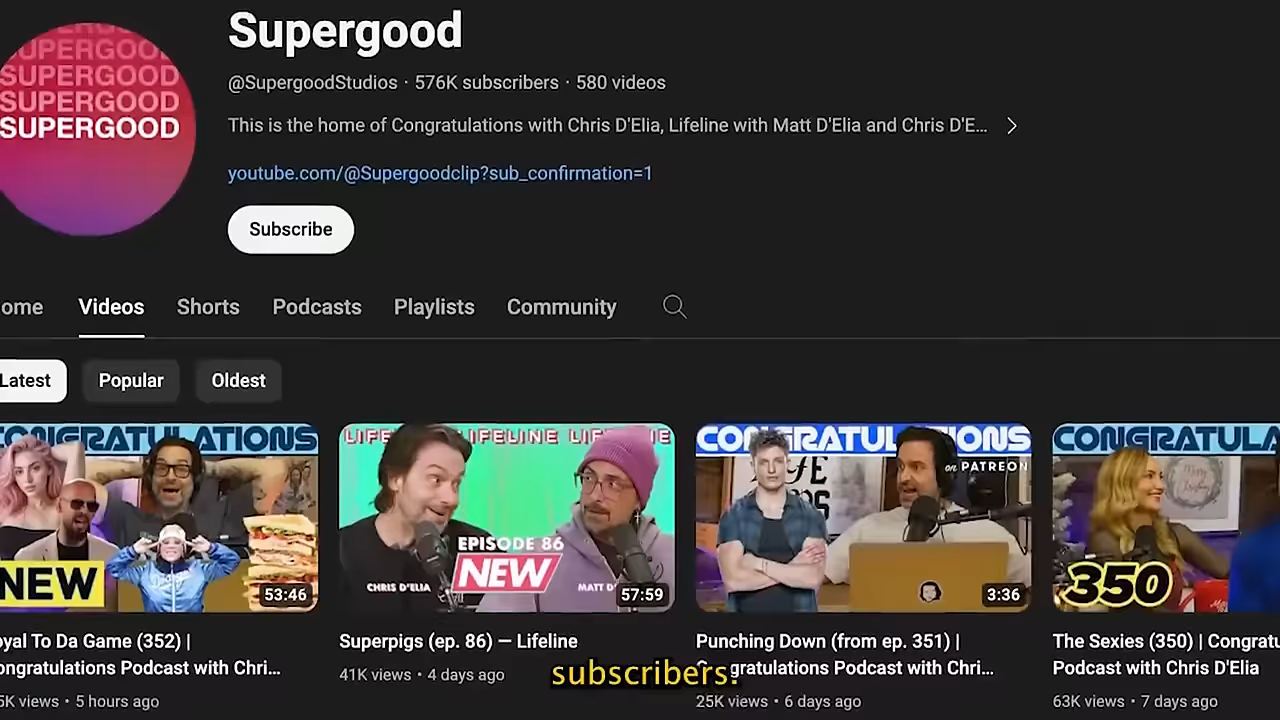 Supergood
UPERGOO
SUPERGOOD
SUPERGOOD
SUPERGOOD
@SupergoodStudios · 576K subscribers · 580 videos
This is the home of Congratulations with Chris D'Elia, Lifeline with Matt D'Elia and Chris D'E...
youtube.com/@Supergoodclip?sub_confirmation=1
Subscribe
ome Videos Shorts Podcasts Playlists Community
Latest Popular Oldest
CONGRATULATIONS
NEW
53:46
LIFELINE LIFELINE
EPISODE 86
NEW
CHRIS D'ELIA
MATT D'
57:59
CONGRATULATIONS
on PATREON
3:36
CONGRATULA
350
oyal To Da Game (352) |
ongratulations Podcast with Chri...
5K views · 5 hours ago
Superpigs (ep. 86) — Lifeline
41K views · 4 days ago
Punching Down (from ep. 351) |
gratulations Podcast with Chri...
25K views · 6 days ago
The Sexies (350) | Congratu
Podcast with Chris D'Elia
63K views · 7 days ago
subscribers.